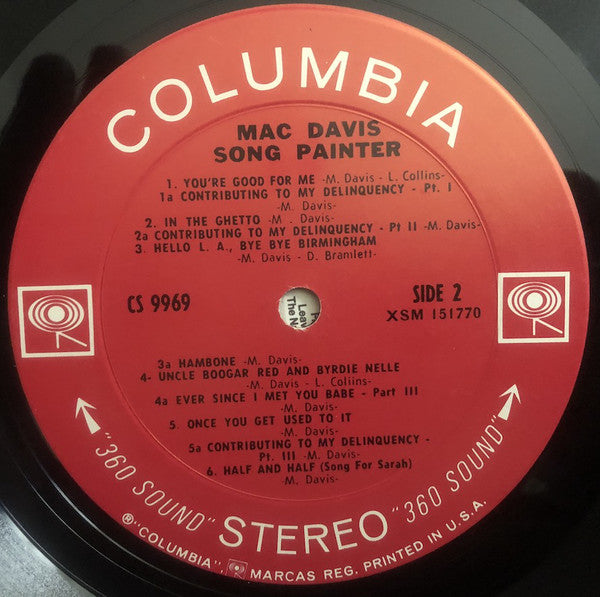 COLUMBIA
MAC DAVIS
SONG PAINTER
1. YOU'RE GOOD FOR ME -M. Davis - L. Collins-
1a CONTRIBUTING TO MY DELINQUENCY - Pt. I
-M. Davis-
2. IN THE GHETTO -M . Davis-
2a CONTRIBUTING TO MY DELINQUENCY - Pt II -M. Davis-
3. HELLO L. A., BYE BYE BIRMINGHAM
-M. Davis - D. Bramlett-
CS 9969
SIDE 2
XSM 151770
Leav
The N
3a HAMBONE -M. Davis-
4- UNCLE BOOGAR RED AND BYRDIE NELLE
-M. Davis - L. Collins-
4a EVER SINCE I MET YOU BABE - Part III
-M. Davis-
5. ONCE YOU GET USED TO IT
-M. Davis-
5a CONTRIBUTING TO MY DELINQUENCY -
Pt. III -M. Davis-
6. HALF AND HALF (Song For Sarah)
-M. Davis-
"360 SOUND" STEREO "360 SOUND"
®"COLUMBIA", MARCAS REG. PRINTED IN U.S.A.